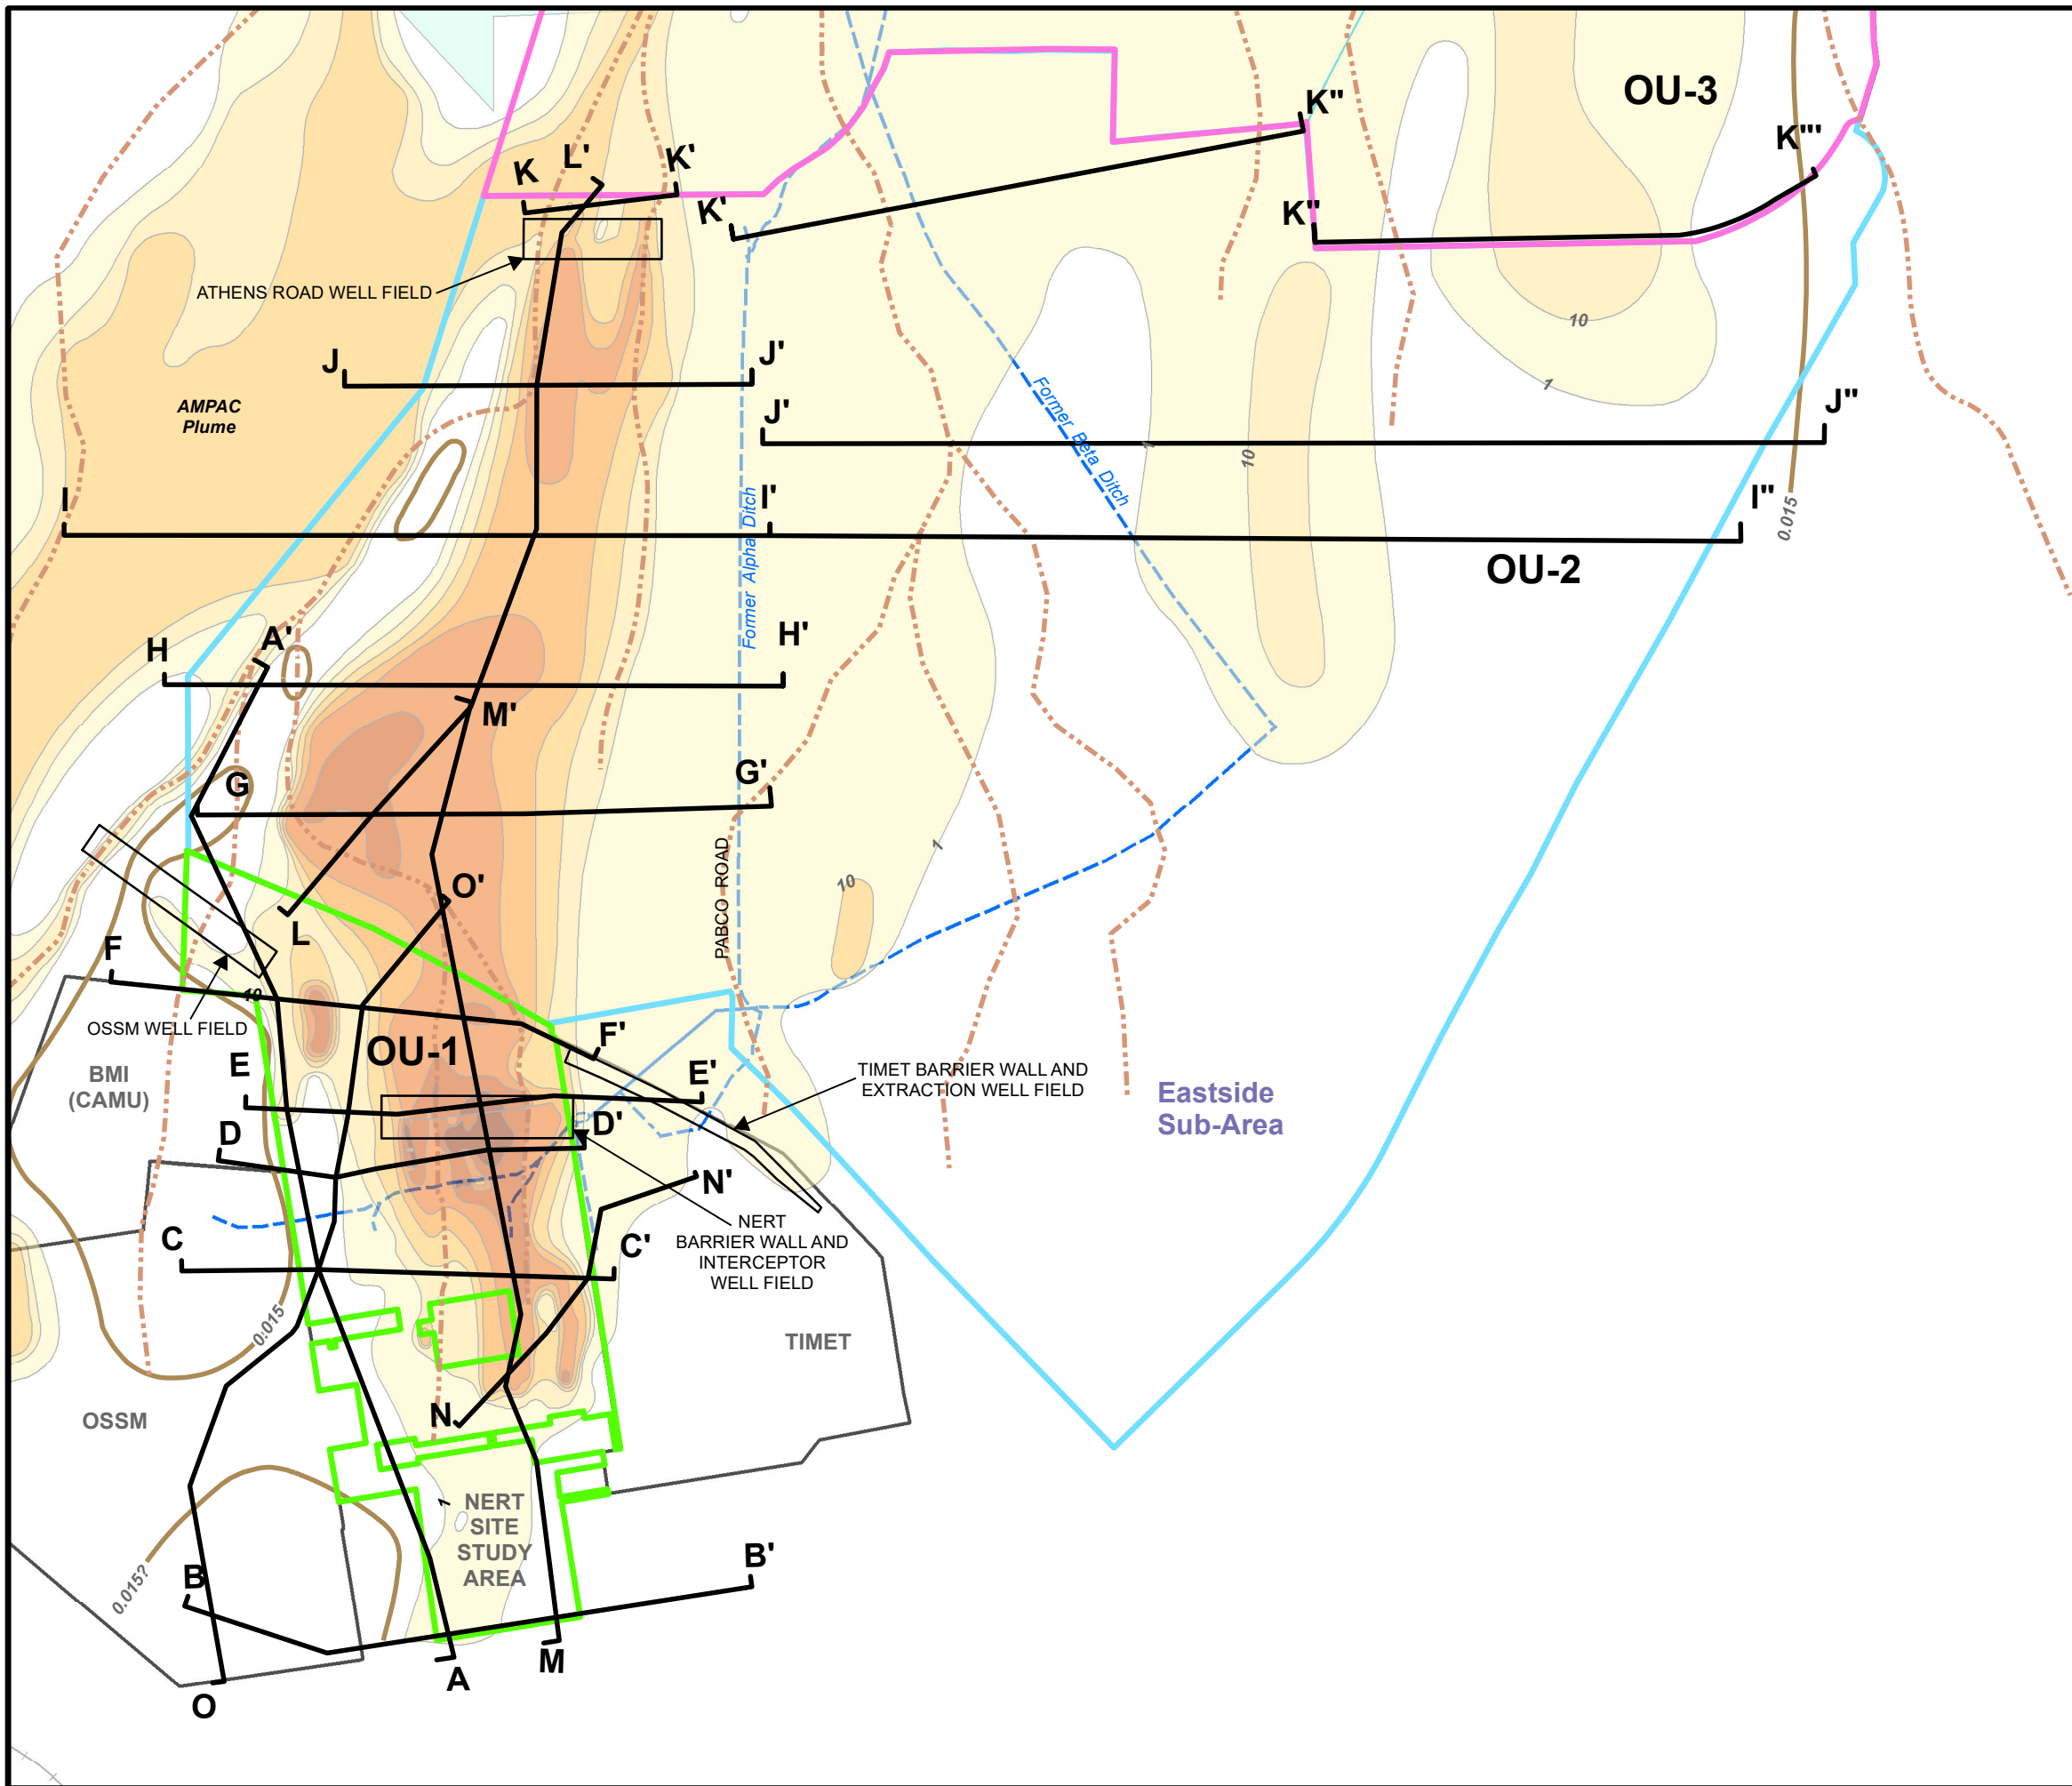 OU-3
K"
K'''
L'
K'
K
K'
K"
ATHENS ROAD WELL FIELD
10
J
J'
1
AMPAC
Plume
J'
J"
Former Beta Ditch
1
10
I
I'
I"
0.015
Former Alpha Ditch
OU-2
H
A'
H'
M'
G
G'
1
PABCO ROAD
O'
10
L
F
10
OSSM WELL FIELD
F'
OU-1
E
E'
BMI
(CAMU)
TIMET BARRIER WALL AND
EXTRACTION WELL FIELD
Eastside
Sub-Area
D
D'
N'
NERT
BARRIER WALL AND
INTERCEPTOR
WELL FIELD
C
C'
0.015
TIMET
OSSM
N
1
NERT
SITE
STUDY
AREA
0.015?
B
B'
A
M
O